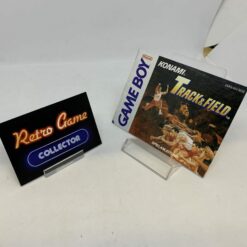 Retro Game
COLLECTOR
GAME BOY
KONAMI
TRACK & FIELD